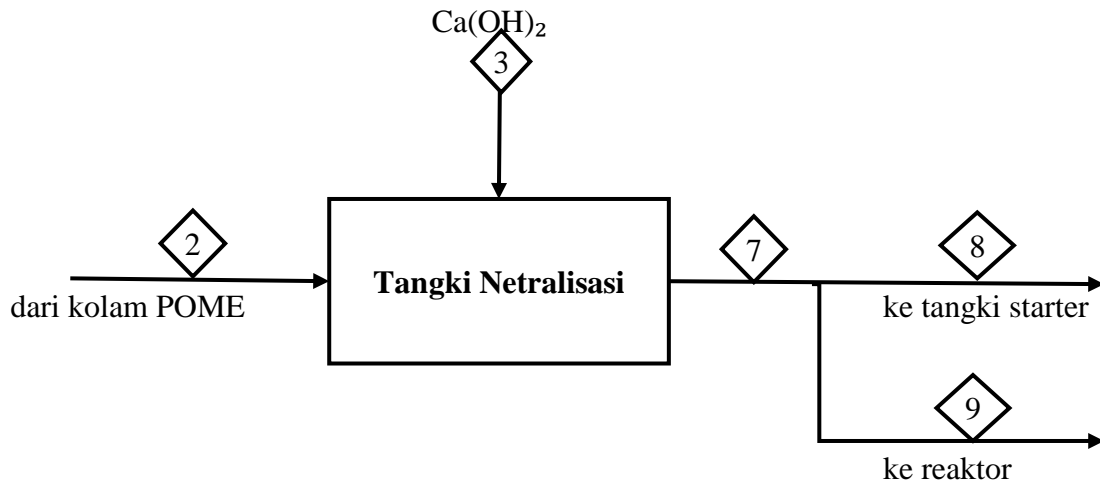 Ca(OH)₂
3
2
7
8
Tangki Netralisasi
dari kolam POME
ke tangki starter
9
ke reaktor